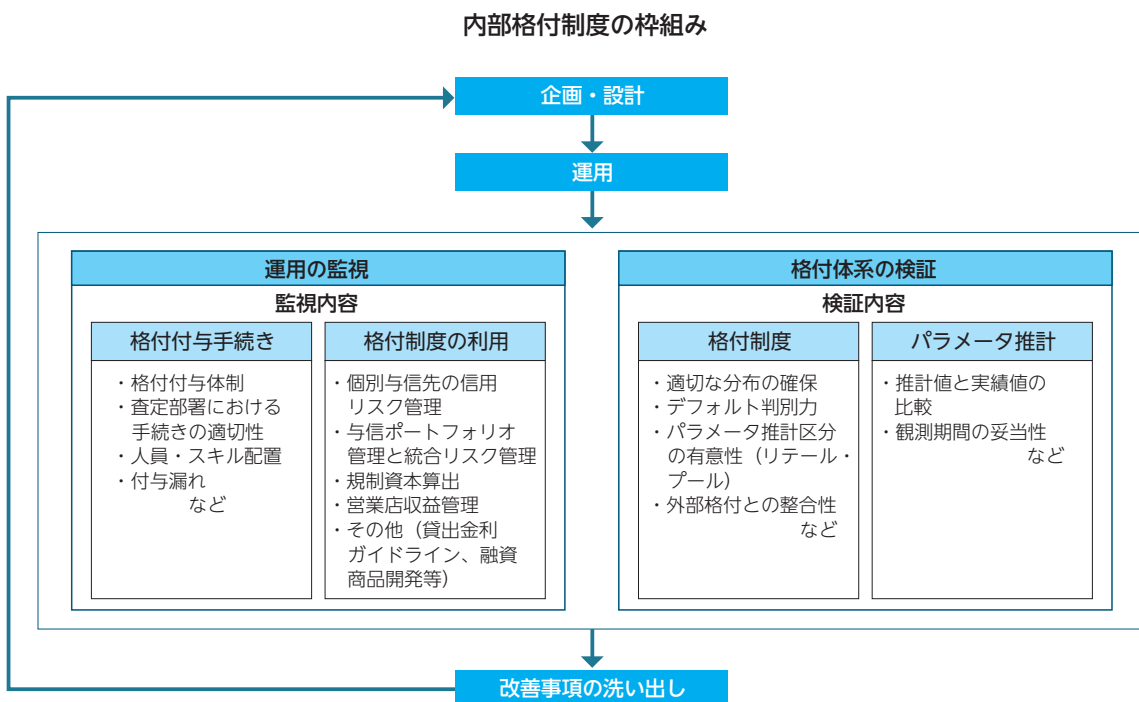 内部格付制度の枠組み
企画・設計
運用
運用の監視
監視内容
格付付与手続き
・格付付与体制
・査定部署における
手続きの適切性
・人員・スキル配置
・付与漏れ
など
格付制度の利用
・個別与信先の信用
リスク管理
・与信ポートフォリオ
管理と統合リスク管理
・規制資本算出
・営業店収益管理
・その他（貸出金利
ガイドライン、融資
商品開発等）
格付体系の検証
検証内容
格付制度
・適切な分布の確保
・デフォルト判別力
・パラメータ推計区分
の有意性（リテール・
プール）
・外部格付との整合性
など
パラメータ推計
・推計値と実績値の
比較
・観測期間の妥当性
など
改善事項の洗い出し